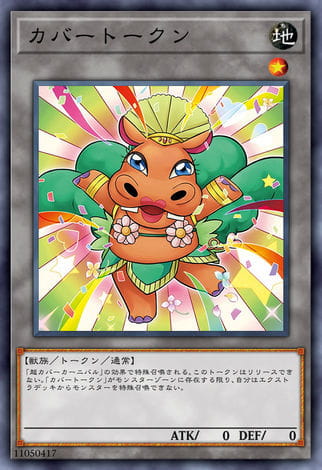 カバートークン
地
【獣族／トークン／通常】
「超カバーカーニバル」の効果で特殊召喚される。このトークンはリリースでき
ない。「カバートークン」がモンスターゾーンに存在する限り、自分はエクスト
ラデッキからモンスターを特殊召喚できない。
ATK/ 0 DEF/ 0
11050417